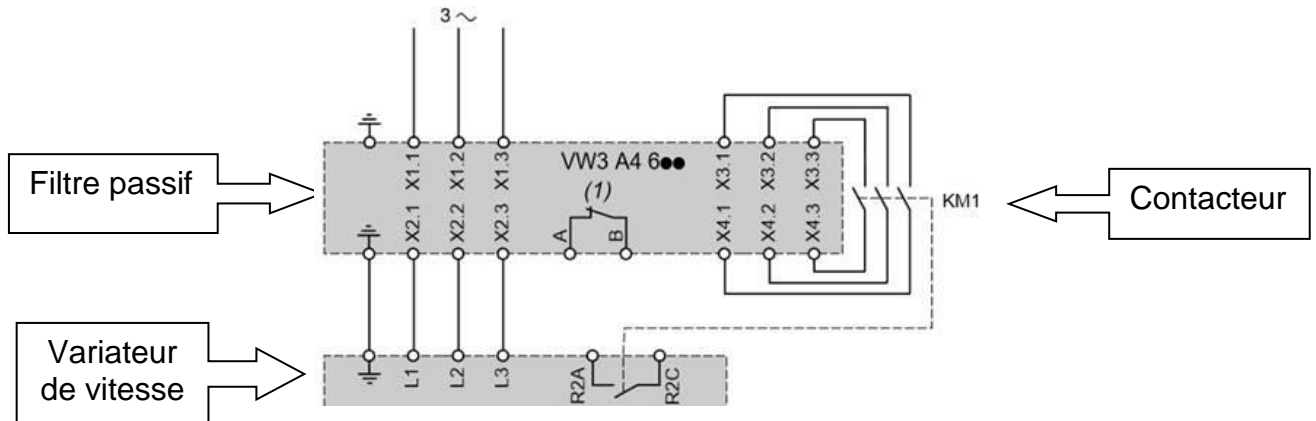 3 ~
X1.1 X1.2 X1.3 VW3 A4 6●● X3.1 X3.2 X3.3
(1)
Filtre passif
KM1
Contacteur
X2.1 X2.2 X2.3 A B X4.1 X4.2 X4.3
Variateur
de vitesse
L1 L2 L3 R2A R2C